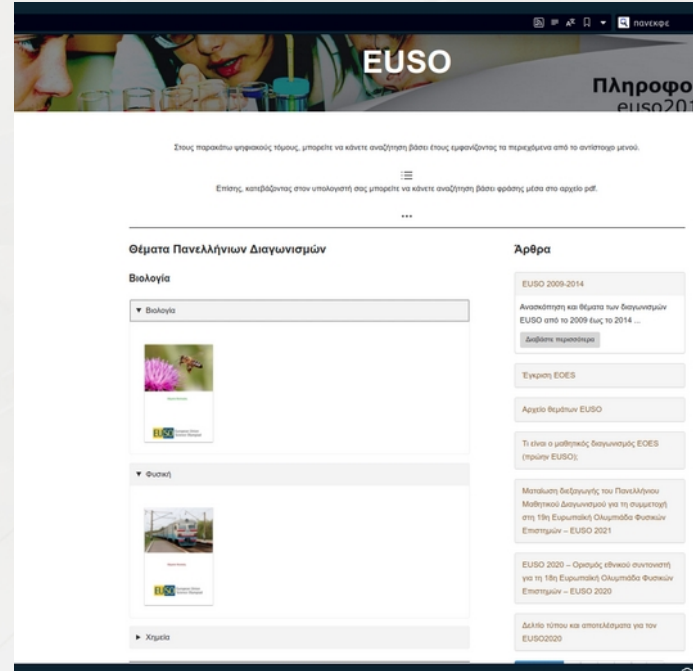 πανεκφε
EUSO
Πληροφο
euso201
Στους παρακάτω ψηφιακούς τόμους, μπορείτε να κάνετε αναζήτηση βάσει έτους εμφανίζοντας τα περιεχόμενα από το αντίστοιχο μενού.
Επίσης, κατεβάζοντας στον υπολογιστή σας μπορείτε να κάνετε αναζήτηση βάσει φράσης μέσα στο αρχείο pdf.
Θέματα Πανελλήνιων Διαγωνισμών
Βιολογία
▼ Βιολογία
EUSO
▼ Φυσική
EUSO
► Χημεία
Άρθρα
EUSO 2009-2014
Ανασκόπηση και θέματα των διαγωνισμών
EUSO από το 2009 έως το 2014 ...
Διαβάστε περισσότερα
Έγκριση EOES
Αρχείο θεμάτων EUSO
Τι είναι ο μαθητικός διαγωνισμός EOES
(πρώην EUSO);
Ματαίωση διεξαγωγής του Πανελλήνιου
Μαθητικού Διαγωνισμού για τη συμμετοχή
στη 19η Ευρωπαϊκή Ολυμπιάδα Φυσικών
Επιστημών – EUSO 2021
EUSO 2020 – Ορισμός εθνικού συντονιστή
για τη 18η Ευρωπαϊκή Ολυμπιάδα Φυσικών
Επιστημών – EUSO 2020
Δελτίο τύπου και αποτελέσματα για τον
EUSO2020